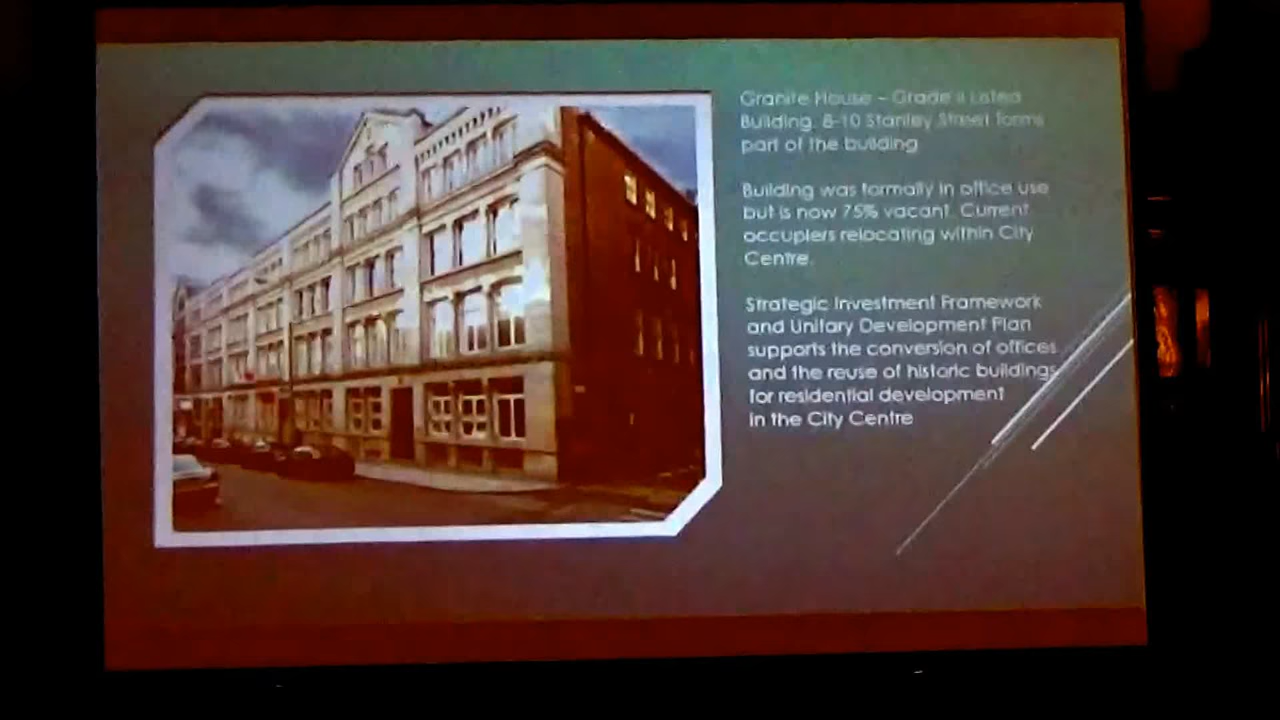 Granite House – Grade II Listed
Building. 8-10 Stanley Street forms
part of the building
Building was formally in office use
but is now 75% vacant. Current
occupiers relocating within City
Centre.
Strategic Investment Framework
and Unitary Development Plan
supports the conversion of offices
and the reuse of historic buildings
for residential development
in the City Centre